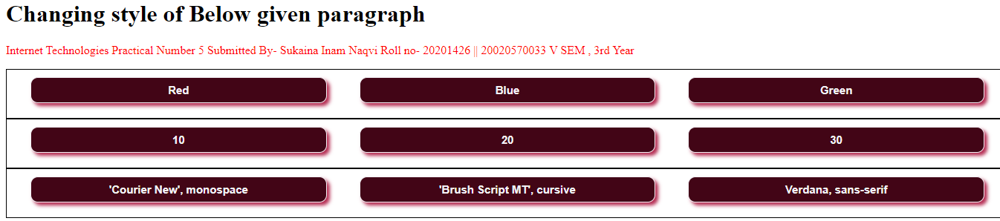 Changing style of Below given paragraph
Internet Technologies Practical Number 5 Submitted By- Sukaina Inam Naqvi Roll no- 20201426 || 20020570033 V SEM , 3rd Year
Red Blue Green
10 20 30
'Courier New', monospace 'Brush Script MT', cursive Verdana, sans-serif